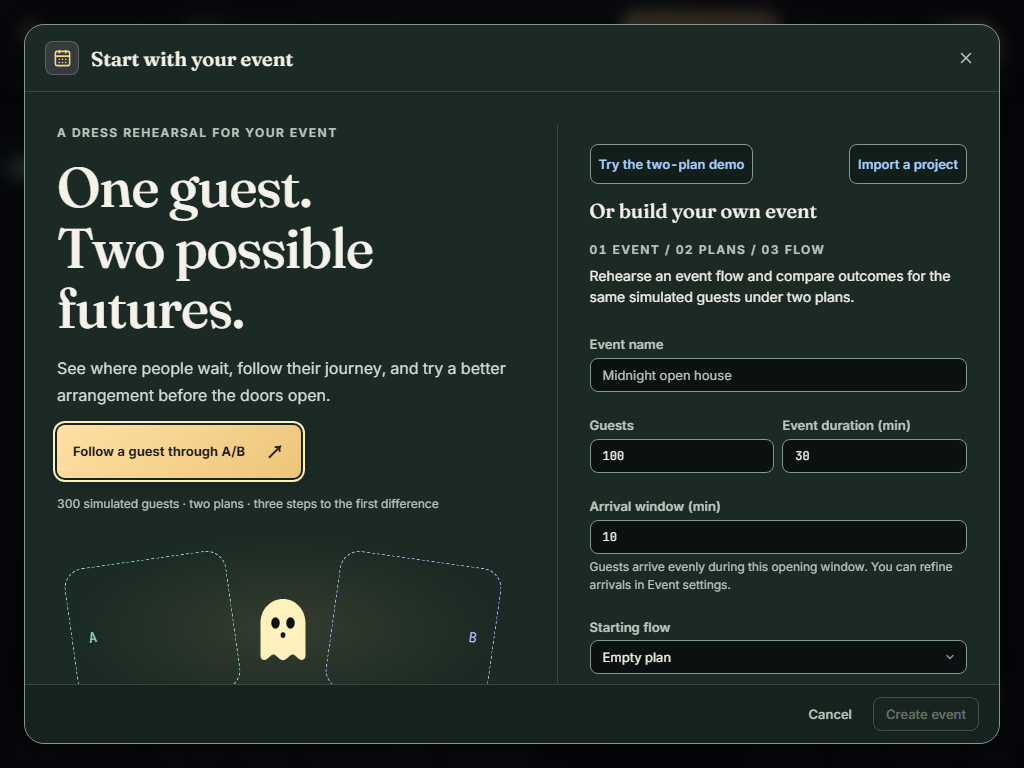 Start with your event
A DRESS REHEARSAL FOR YOUR EVENT
One guest.
Two possible
futures.
See where people wait, follow their journey, and try a better
arrangement before the doors open.
Follow a guest through A/B
300 simulated guests · two plans · three steps to the first difference
A
B
Try the two-plan demo
Import a project
Or build your own event
01 EVENT / 02 PLANS / 03 FLOW
Rehearse an event flow and compare outcomes for the
same simulated guests under two plans.
Event name
Midnight open house
Guests
Event duration (min)
100
30
Arrival window (min)
10
Guests arrive evenly during this opening window. You can refine
arrivals in Event settings.
Starting flow
Empty plan
Cancel
Create event